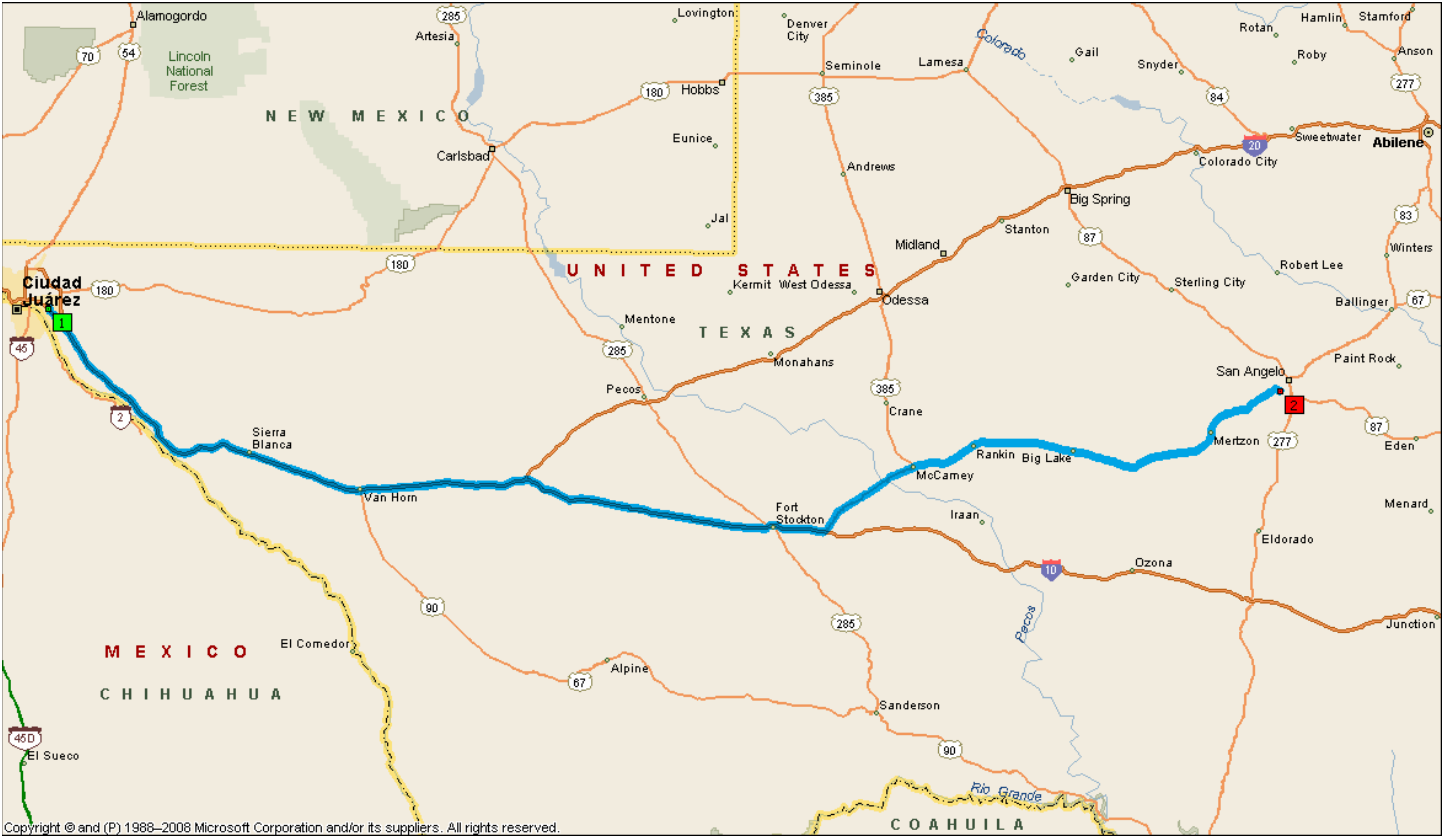 Alamogordo
285
Lovington
Denver
City
Hamlin
Stamford
Rotan
Artesia
Colorado
Gail
Roby
Anson
70
54
Lincoln
National
Forest
Seminole
Lamesa
Snyder
277
Hobbs
180
385
84
NEW MEXICO
Eunice
Carlsbad
20
Sweetwater
Abilene
Colorado City
Andrews
Big Spring
Jal
83
Stanton
87
Midland
Winters
180
UNITED STATES
Robert Lee
Ciudad
Juárez
180
Kermit
West Odessa
Garden City
Sterling City
Odessa
Ballinger
67
1
Mentone
TEXAS
45
285
Monahans
Paint Rock
San Angelo
Pecos
385
2
Crane
2
87
Sierra
Blanca
Mertzon
277
Eden
Rankin
Big Lake
McCamey
Van Horn
Fort
Stockton
Iraan
Menard
Eldorado
10
Ozona
90
285
Pecos
Junction
El Comedor
MEXICO
Alpine
67
CHIHUAHUA
Sanderson
45D
El Sueco
90
Rio Grande
COAHUILA
Copyright © and (P) 1988–2008 Microsoft Corporation and/or its suppliers. All rights reserved.